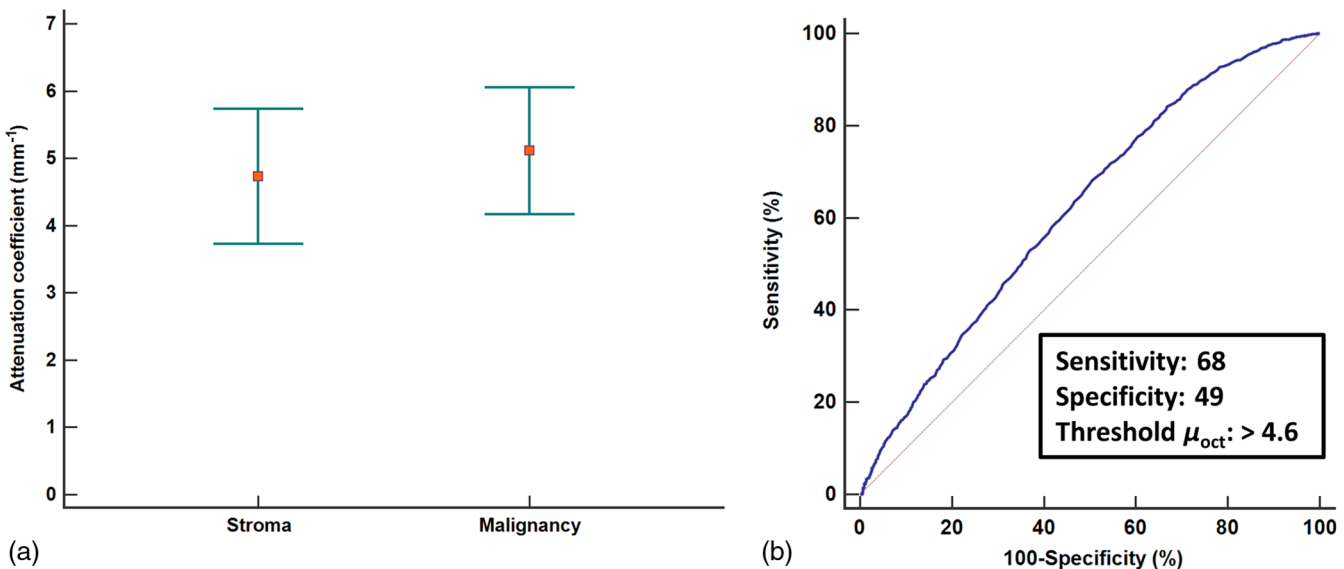 7
6
5
4
3
2
1
0
Attenuation coefficient (mm⁻¹)
Stroma Malignancy
(a)
100
80
60
40
20
0
Sensitivity (%)
Sensitivity: 68
Specificity: 49
Threshold μoct: > 4.6
0 20 40 60 80 100
100-Specificity (%)
(b)